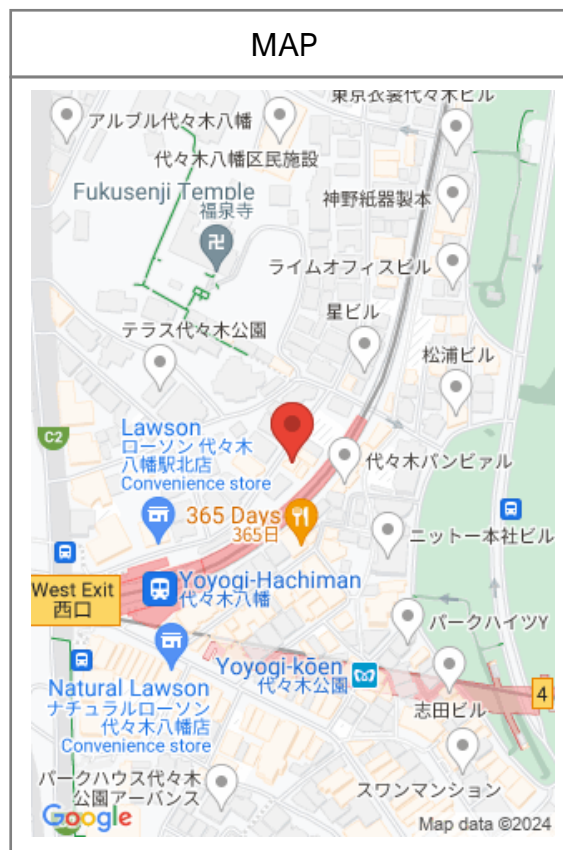 MAP
東京衣裳代々木ビル
アルブル代々木八幡
代々木八幡区民施設
Fukusenji Temple
福泉寺
卍
神野紙器製本
ライムオフィスビル
星ビル
テラス代々木公園
松浦ビル
C2
Lawson
ローソン 代々木
八幡駅北店
Convenience store
代々木パンピアル
365 Days
365日
ニットー本社ビル
West Exit
西口
Yoyogi-Hachiman
代々木八幡
パークハイツY
Yoyogi-kōen
代々木公園
4
志田ビル
Natural Lawson
ナチュラルローソン
代々木八幡店
Convenience store
パークハウス代々木
公園アーバンス
スワンマンション
Google
Map data ©2024